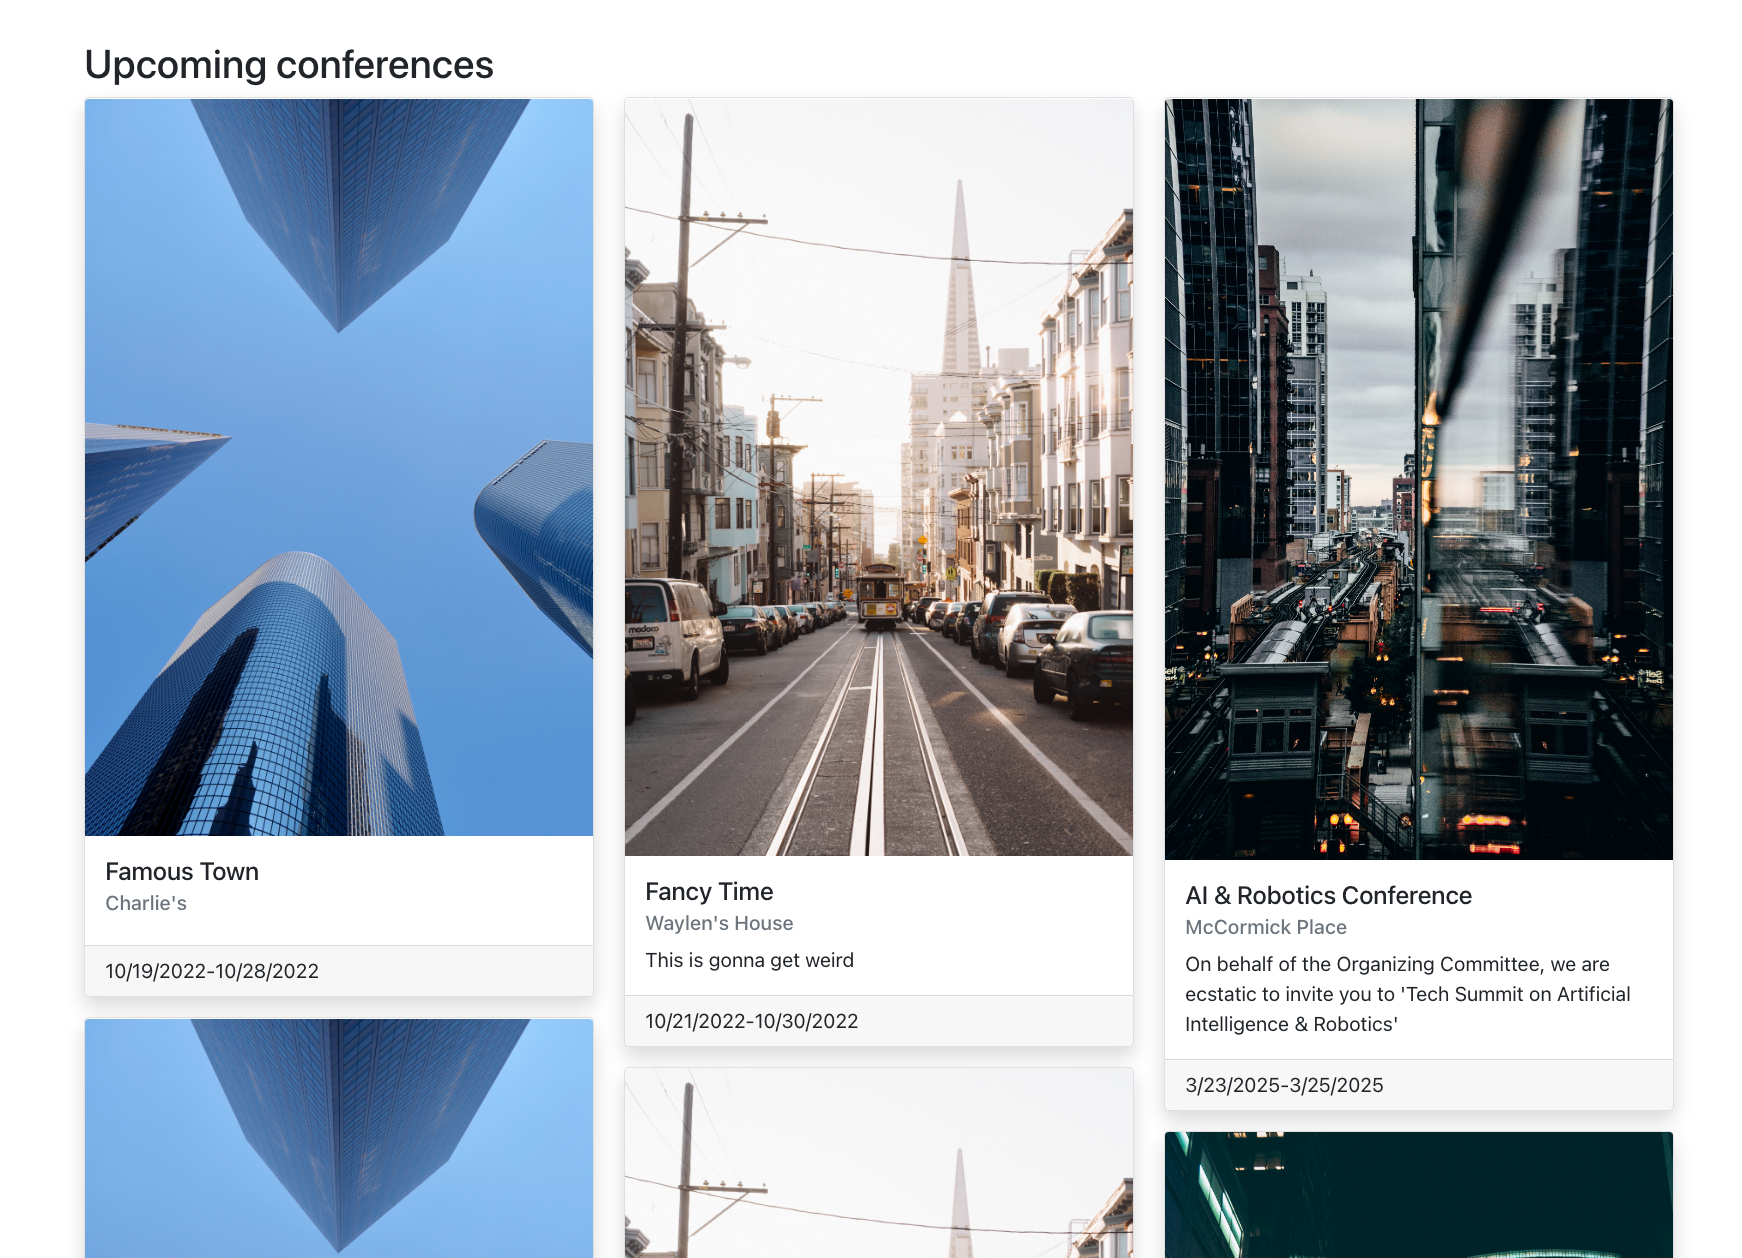 Upcoming conferences
Famous Town
Charlie's
10/19/2022-10/28/2022
Fancy Time
Waylen's House
This is gonna get weird
10/21/2022-10/30/2022
AI & Robotics Conference
McCormick Place
On behalf of the Organizing Committee, we are
ecstatic to invite you to 'Tech Summit on Artificial
Intelligence & Robotics'
3/23/2025-3/25/2025